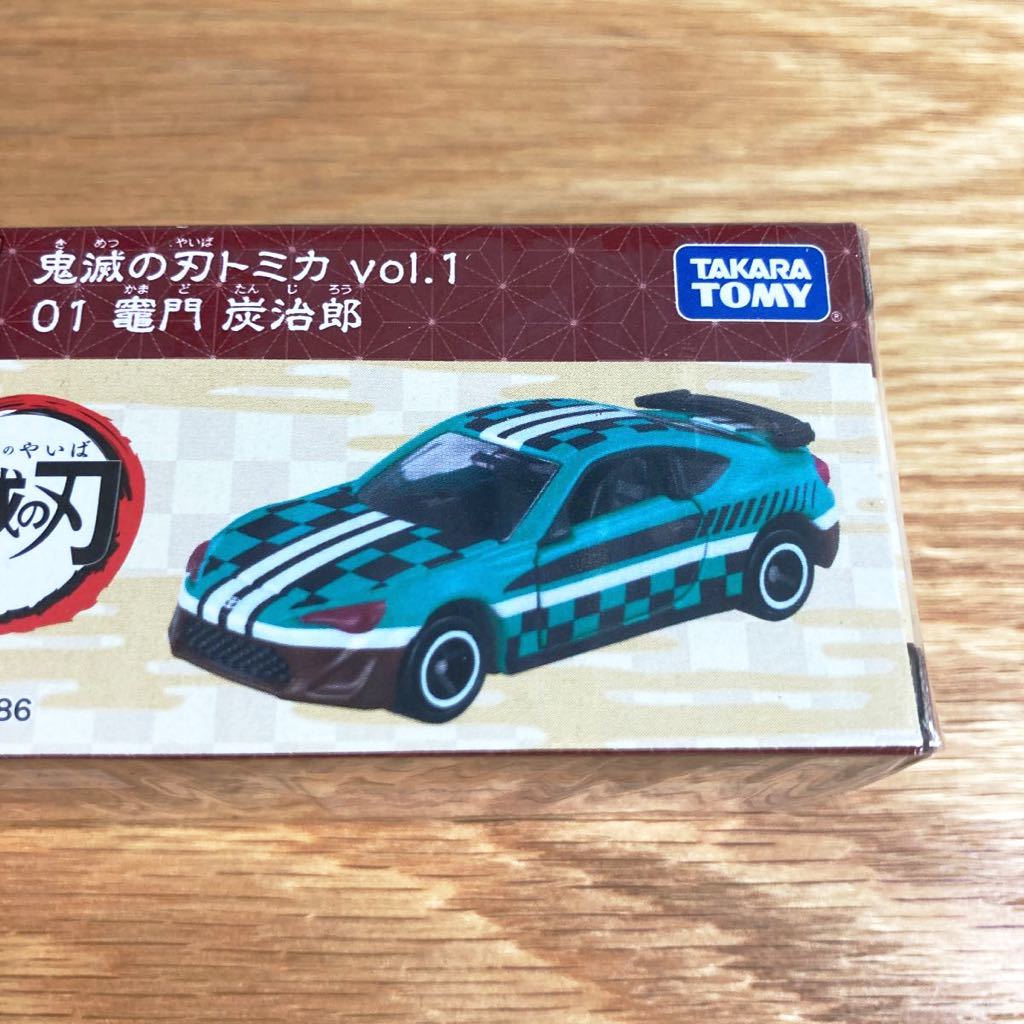 きめつ やいば
鬼滅の刃トミカ vol.1
かまど たんじろう
01 竈門 炭治郎
TAKARA
TOMY
®
のやいば
滅の刃
86